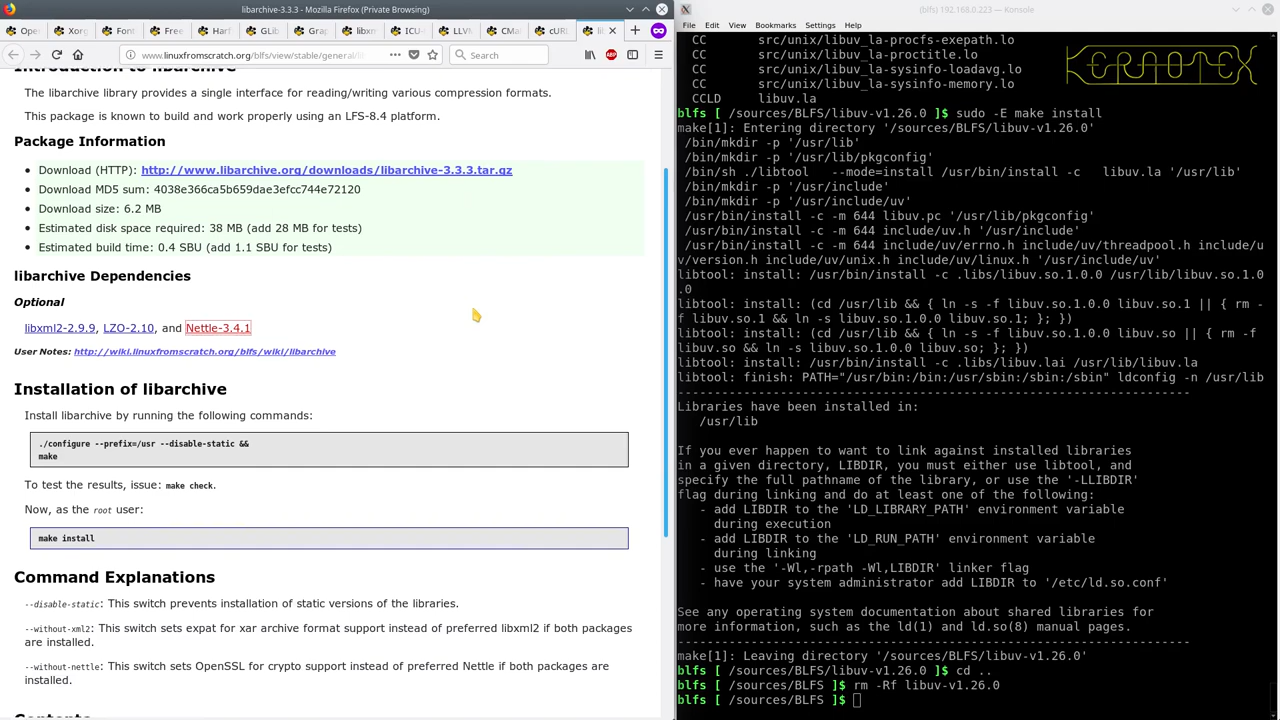 libarchive-3.3.3 - Mozilla Firefox (Private Browsing)
Xorg
Font
Free
GLib
Grap
ICU-
LLVM
CMa
cURL
www.linuxfromscratch.org/blfs/view/stable/general/li
Search
Introduction to libarchive
The libarchive library provides a single interface for reading/writing various compression formats.
This package is known to build and work properly using an LFS-8.4 platform.
Package Information
Download (HTTP): http://www.libarchive.org/downloads/libarchive-3.3.3.tar.gz
Download MD5 sum: 4038e366ca5b659dae3efcc744e72120
Download size: 6.2 MB
Estimated disk space required: 38 MB (add 28 MB for tests)
Estimated build time: 0.4 SBU (add 1.1 SBU for tests)
libarchive Dependencies
Optional
libxml2-2.9.9, LZO-2.10, and Nettle-3.4.1
User Notes: http://wiki.linuxfromscratch.org/blfs/wiki/libarchive
Installation of libarchive
Install libarchive by running the following commands:
./configure --prefix=/usr --disable-static &&
make
To test the results, issue: make check.
Now, as the root user:
make install
Command Explanations
--disable-static: This switch prevents installation of static versions of the libraries.
--without-xml2: This switch sets expat for xar archive format support instead of preferred libxml2 if both packages
are installed.
--without-nettle: This switch sets OpenSSL for crypto support instead of preferred Nettle if both packages are
installed.
Contents
(blfs) 192.168.0.223 — Konsole
File Edit View Bookmarks Settings Help
KERNOTEX
CC src/unix/libuv_la-procfs-exepath.lo
CC src/unix/libuv_la-proctitle.lo
CC src/unix/libuv_la-sysinfo-loadavg.lo
CC src/unix/libuv_la-sysinfo-memory.lo
CCLD libuv.la
blfs [ /sources/BLFS/libuv-v1.26.0 ]$ sudo -E make install
make[1]: Entering directory '/sources/BLFS/libuv-v1.26.0'
/bin/mkdir -p '/usr/lib'
/bin/mkdir -p '/usr/lib/pkgconfig'
/bin/sh ./libtool --mode=install /usr/bin/install -c libuv.la '/usr/lib'
/bin/mkdir -p '/usr/include'
/bin/mkdir -p '/usr/include/uv'
/usr/bin/install -c -m 644 libuv.pc '/usr/lib/pkgconfig'
/usr/bin/install -c -m 644 include/uv.h '/usr/include'
/usr/bin/install -c -m 644 include/uv/errno.h include/uv/threadpool.h include/u
v/version.h include/uv/unix.h include/uv/linux.h '/usr/include/uv'
libtool: install: /usr/bin/install -c .libs/libuv.so.1.0.0 /usr/lib/libuv.so.1.0
.0
libtool: install: (cd /usr/lib && { ln -s -f libuv.so.1.0.0 libuv.so.1 || { rm -
f libuv.so.1 && ln -s libuv.so.1.0.0 libuv.so.1; }; })
libtool: install: (cd /usr/lib && { ln -s -f libuv.so.1.0.0 libuv.so || { rm -f
libuv.so && ln -s libuv.so.1.0.0 libuv.so; }; })
libtool: install: /usr/bin/install -c .libs/libuv.lai /usr/lib/libuv.la
libtool: finish: PATH="/usr/bin:/bin:/usr/sbin:/sbin:/sbin" ldconfig -n /usr/lib
----------------------------------------------------------------------
Libraries have been installed in:
/usr/lib
If you ever happen to want to link against installed libraries
in a given directory, LIBDIR, you must either use libtool, and
specify the full pathname of the library, or use the '-LLIBDIR'
flag during linking and do at least one of the following:
- add LIBDIR to the 'LD_LIBRARY_PATH' environment variable
during execution
- add LIBDIR to the 'LD_RUN_PATH' environment variable
during linking
- use the '-Wl,-rpath -Wl,LIBDIR' linker flag
- have your system administrator add LIBDIR to '/etc/ld.so.conf'
See any operating system documentation about shared libraries for
more information, such as the ld(1) and ld.so(8) manual pages.
----------------------------------------------------------------------
make[1]: Leaving directory '/sources/BLFS/libuv-v1.26.0'
blfs [ /sources/BLFS/libuv-v1.26.0 ]$ cd ..
blfs [ /sources/BLFS ]$ rm -Rf libuv-v1.26.0
blfs [ /sources/BLFS ]$